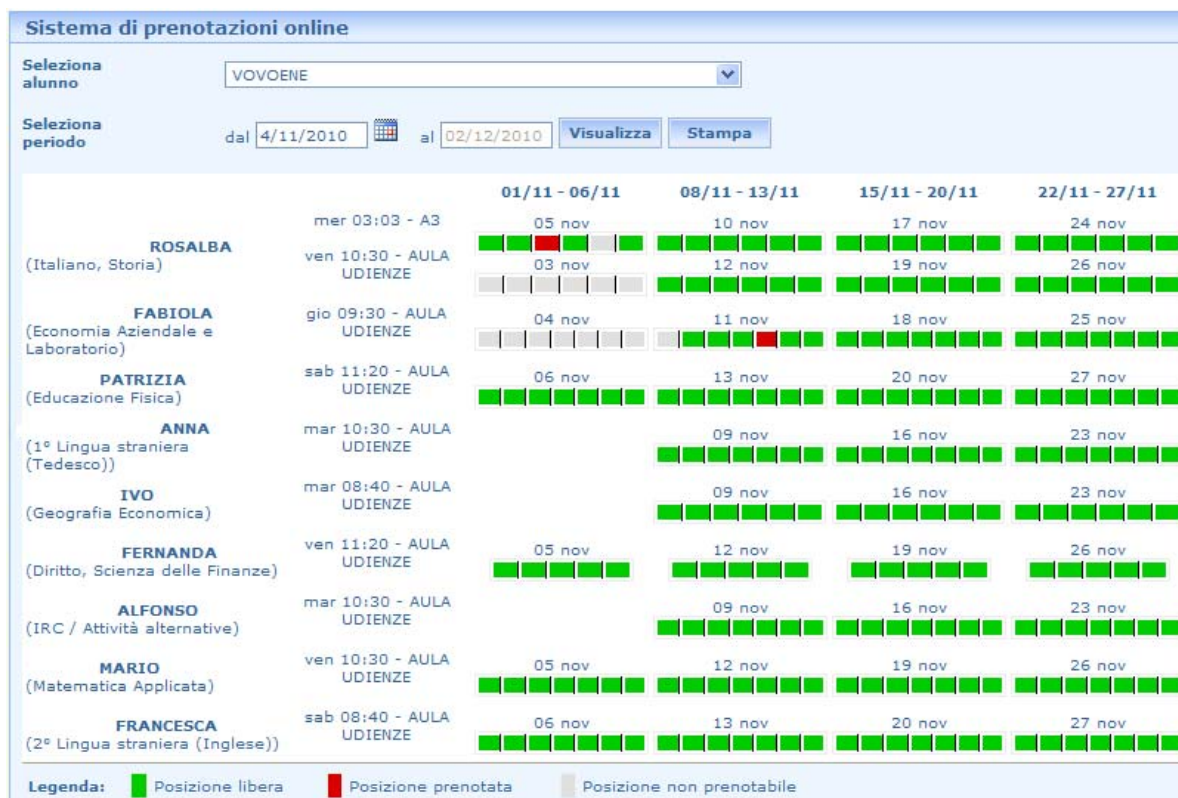 Sistema di prenotazioni online
Seleziona alunno
VOVOENE
Seleziona periodo
dal 4/11/2010 al 02/12/2010 Visualizza Stampa
01/11 - 06/11 08/11 - 13/11 15/11 - 20/11 22/11 - 27/11
ROSALBA
(Italiano, Storia)
mer 03:03 - A3
05 nov 10 nov 17 nov 24 nov
ven 10:30 - AULA UDIENZE
03 nov 12 nov 19 nov 26 nov
FABIOLA
(Economia Aziendale e
Laboratorio)
gio 09:30 - AULA UDIENZE
04 nov 11 nov 18 nov 25 nov
PATRIZIA
(Educazione Fisica)
sab 11:20 - AULA UDIENZE
06 nov 13 nov 20 nov 27 nov
ANNA
(1° Lingua straniera
(Tedesco))
mar 10:30 - AULA UDIENZE
09 nov 16 nov 23 nov
IVO
(Geografia Economica)
mar 08:40 - AULA UDIENZE
09 nov 16 nov 23 nov
FERNANDA
(Diritto, Scienza delle Finanze)
ven 11:20 - AULA UDIENZE
05 nov 12 nov 19 nov 26 nov
ALFONSO
(IRC / Attività alternative)
mar 10:30 - AULA UDIENZE
09 nov 16 nov 23 nov
MARIO
(Matematica Applicata)
ven 10:30 - AULA UDIENZE
05 nov 12 nov 19 nov 26 nov
FRANCESCA
(2° Lingua straniera (Inglese))
sab 08:40 - AULA UDIENZE
06 nov 13 nov 20 nov 27 nov
Legenda: Posizione libera Posizione prenotata Posizione non prenotabile